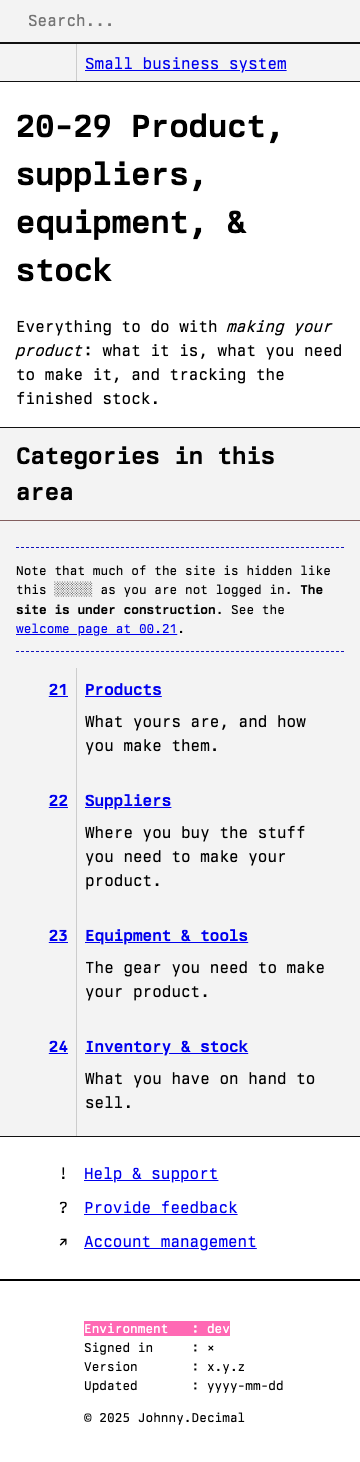 Search...
Small business system
20-29 Product,
suppliers,
equipment, &
stock
Everything to do with making your
product: what it is, what you need
to make it, and tracking the
finished stock.
Categories in this
area
Note that much of the site is hidden like
this ░░░░░ as you are not logged in. The
site is under construction. See the
welcome page at 00.21.
21 Products
What yours are, and how
you make them.
22 Suppliers
Where you buy the stuff
you need to make your
product.
23 Equipment & tools
The gear you need to make
your product.
24 Inventory & stock
What you have on hand to
sell.
! Help & support
? Provide feedback
↗ Account management
Environment : dev
Signed in : ×
Version : x.y.z
Updated : yyyy-mm-dd
© 2025 Johnny.Decimal